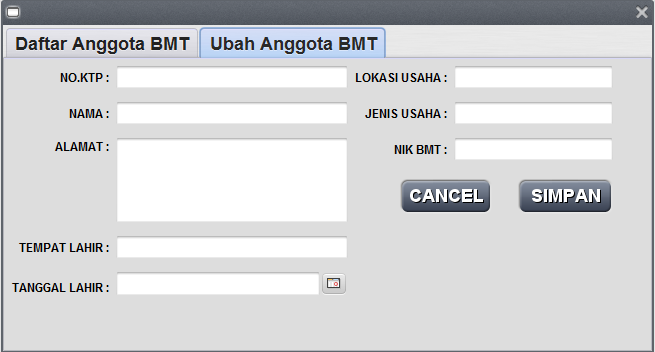 Daftar Anggota BMT
Ubah Anggota BMT
NO.KTP :
NAMA :
ALAMAT :
TEMPAT LAHIR :
TANGGAL LAHIR :
LOKASI USAHA :
JENIS USAHA :
NIK BMT :
CANCEL
SIMPAN